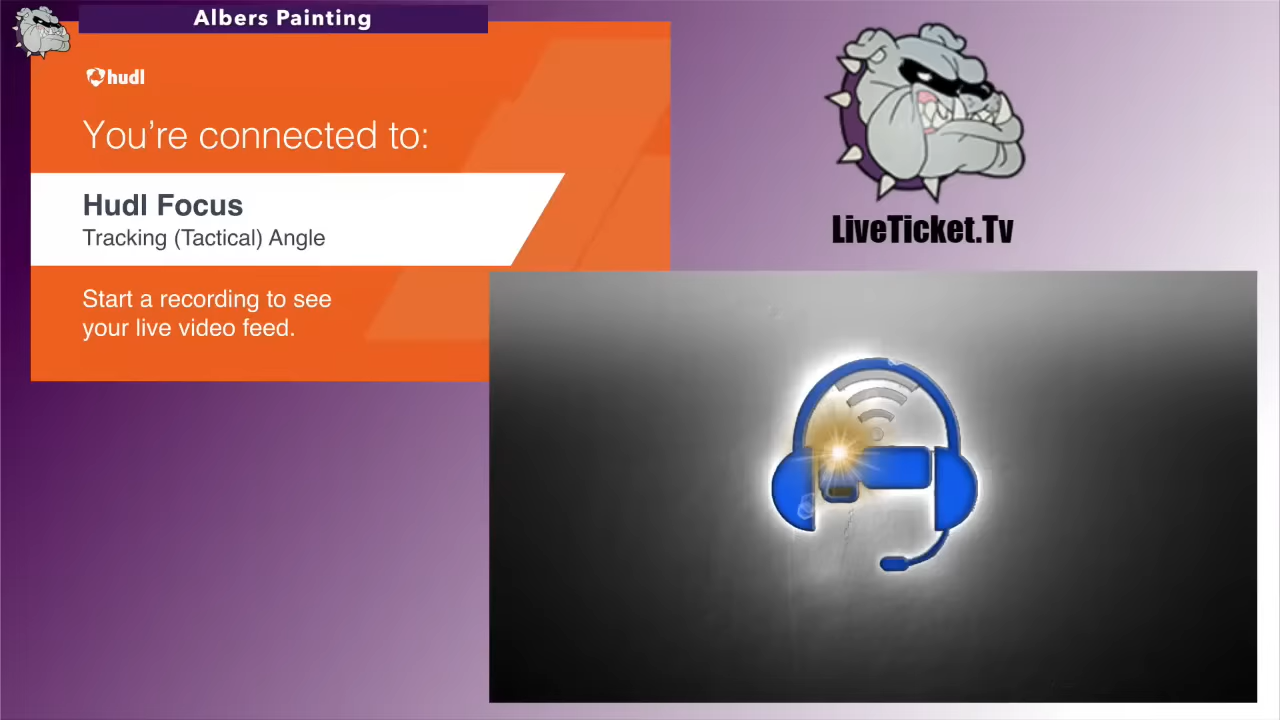 Albers Painting
hudl
You're connected to:
Hudl Focus
Tracking (Tactical) Angle
Start a recording to see
your live video feed.
LiveTicket.Tv